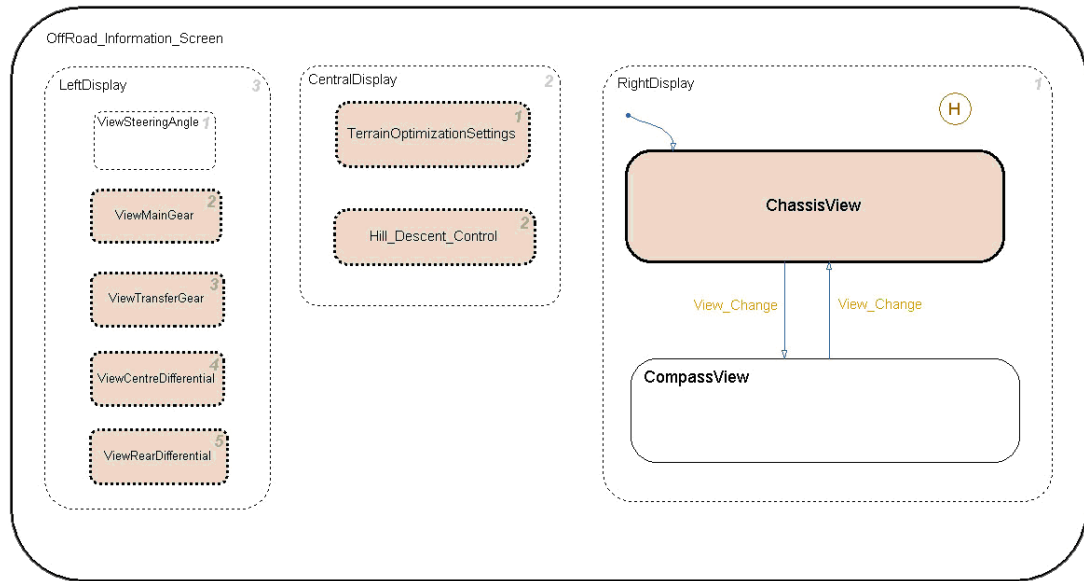 OffRoad_Information_Screen
LeftDisplay 3
ViewSteeringAngle 1
ViewMainGear 2
ViewTransferGear 3
ViewCentreDifferential 4
ViewRearDifferential 5
CentralDisplay 2
TerrainOptimizationSettings 1
Hill_Descent_Control 2
RightDisplay 1
H
ChassisView
View_Change View_Change
CompassView